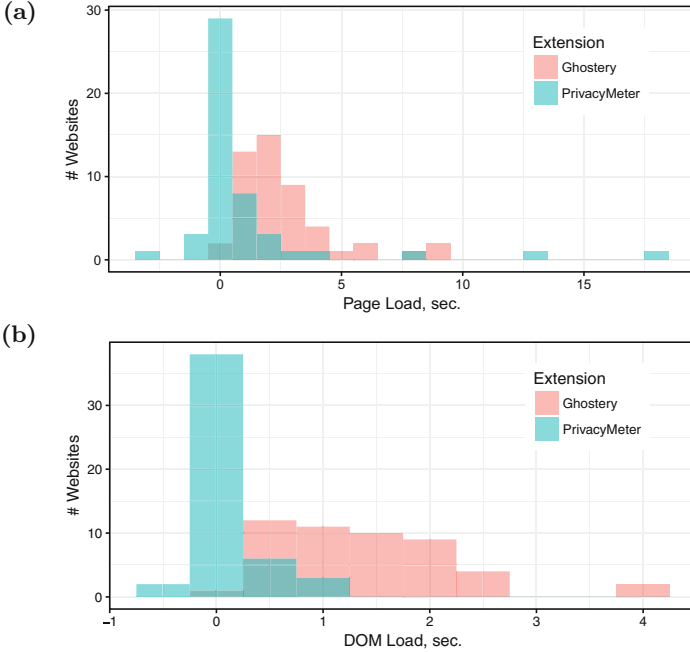 (a)
30
20
10
0
# Websites
Extension
Ghostery
PrivacyMeter
0
5
10
15
Page Load, sec.
(b)
30
20
10
0
# Websites
Extension
Ghostery
PrivacyMeter
−1
0
1
2
3
4
DOM Load, sec.